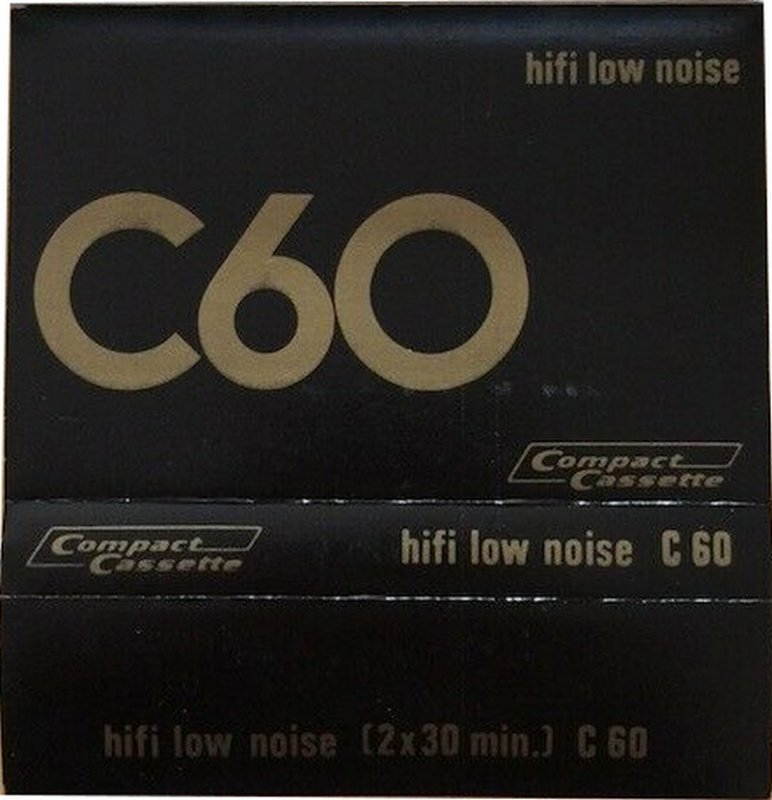 hifi low noise
C60
Compact
Cassette
Compact
Cassette
hifi low noise C 60
hifi low noise (2x30 min.) C 60